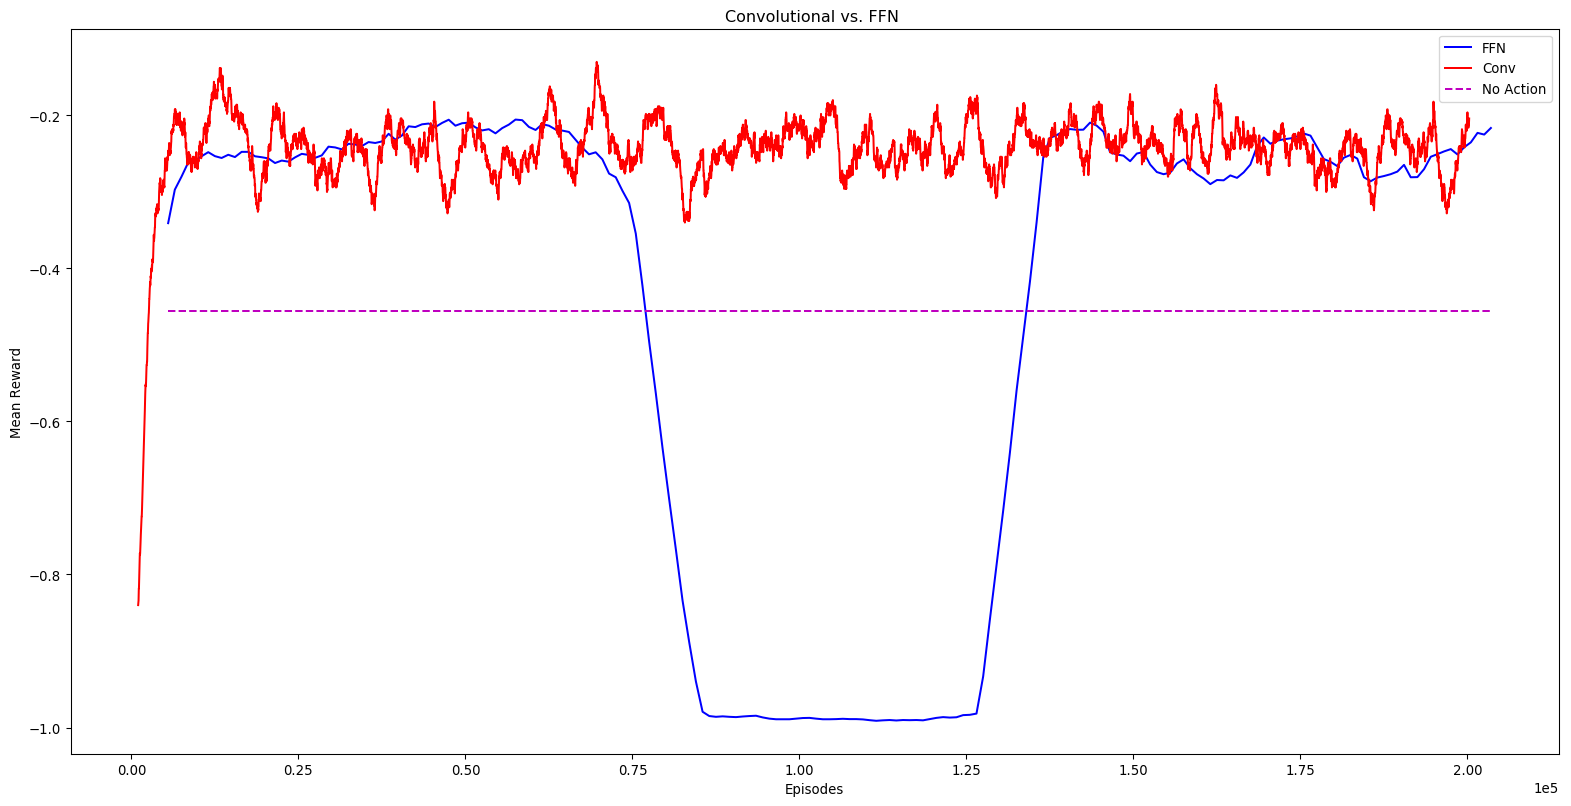 Convolutional vs. FFN
FFN
Conv
No Action
Mean Reward
−0.2
−0.4
−0.6
−0.8
−1.0
0.00 0.25 0.50 0.75 1.00 1.25 1.50 1.75 2.00
Episodes
1e5